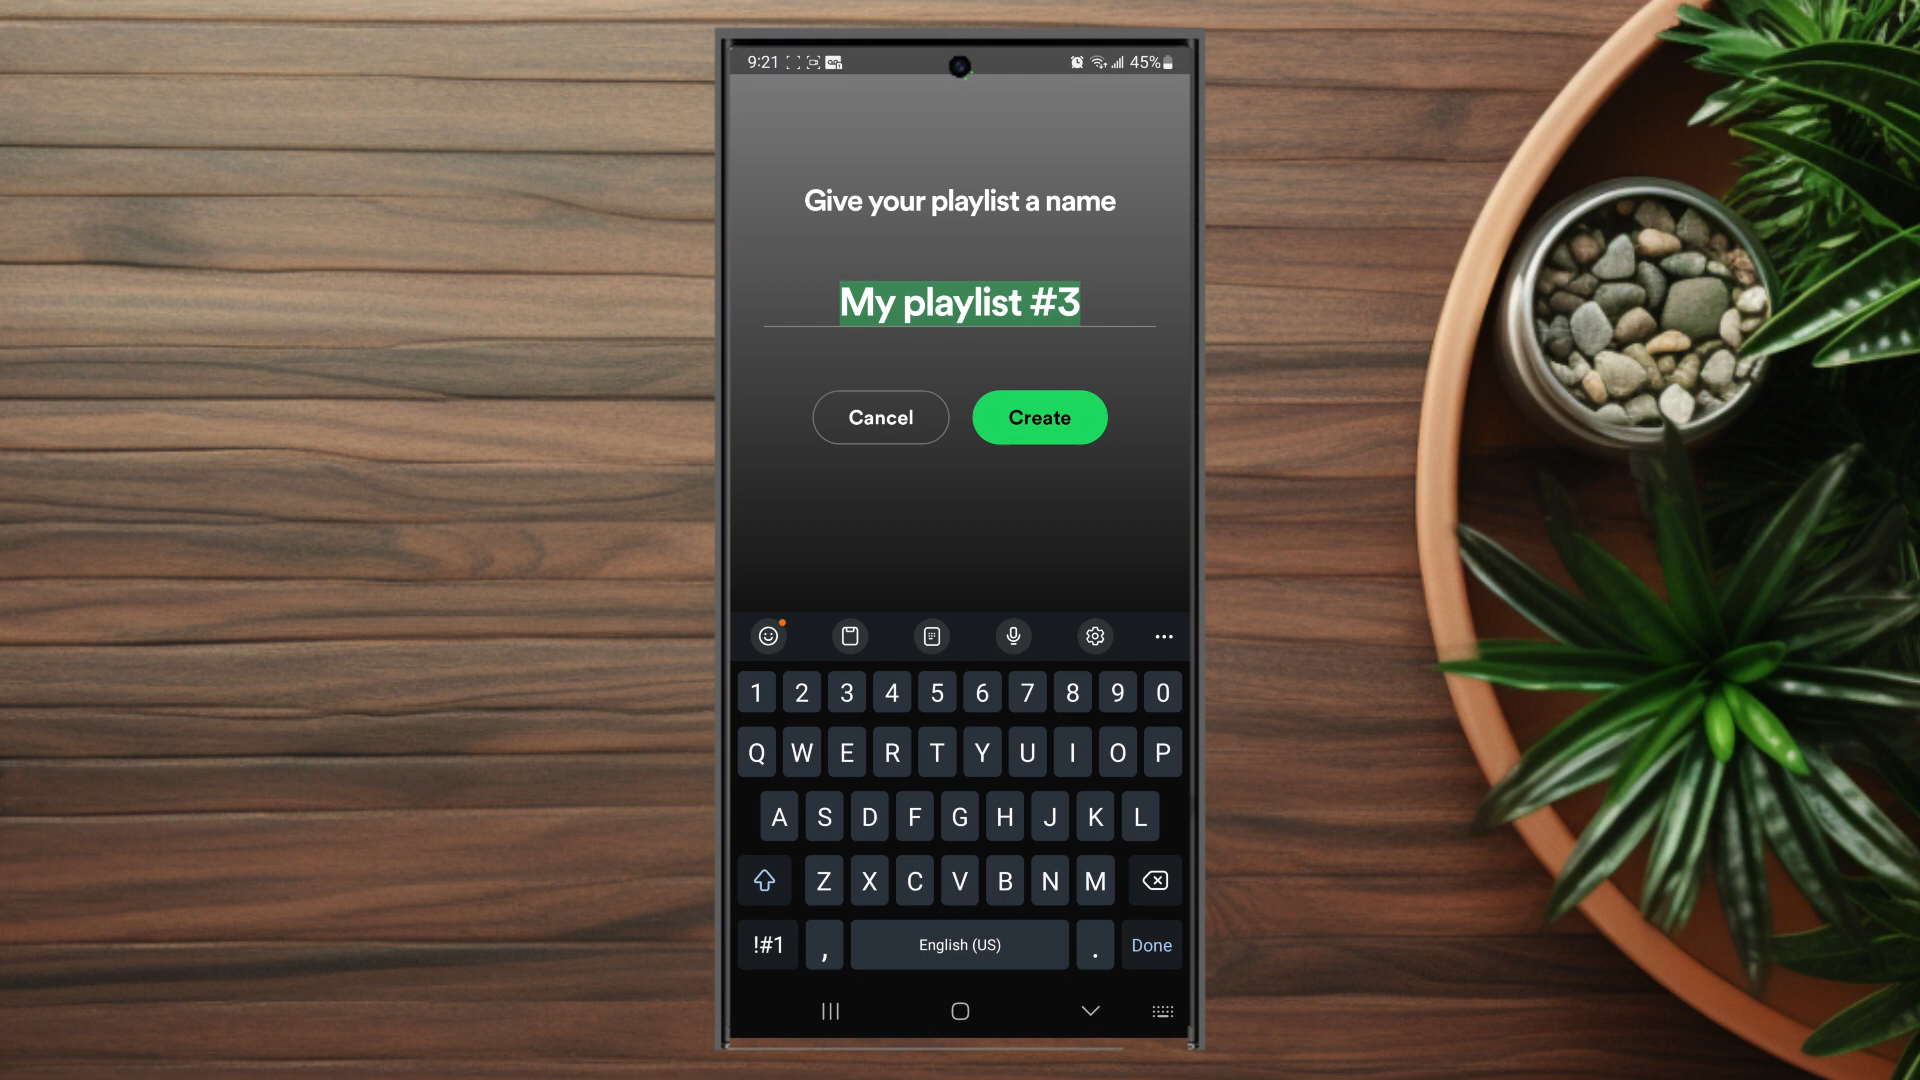 9:21 45%
Give your playlist a name
My playlist #3
Cancel Create
1 2 3 4 5 6 7 8 9 0
Q W E R T Y U I O P
A S D F G H J K L
Z X C V B N M
!#1 , English (US) . Done